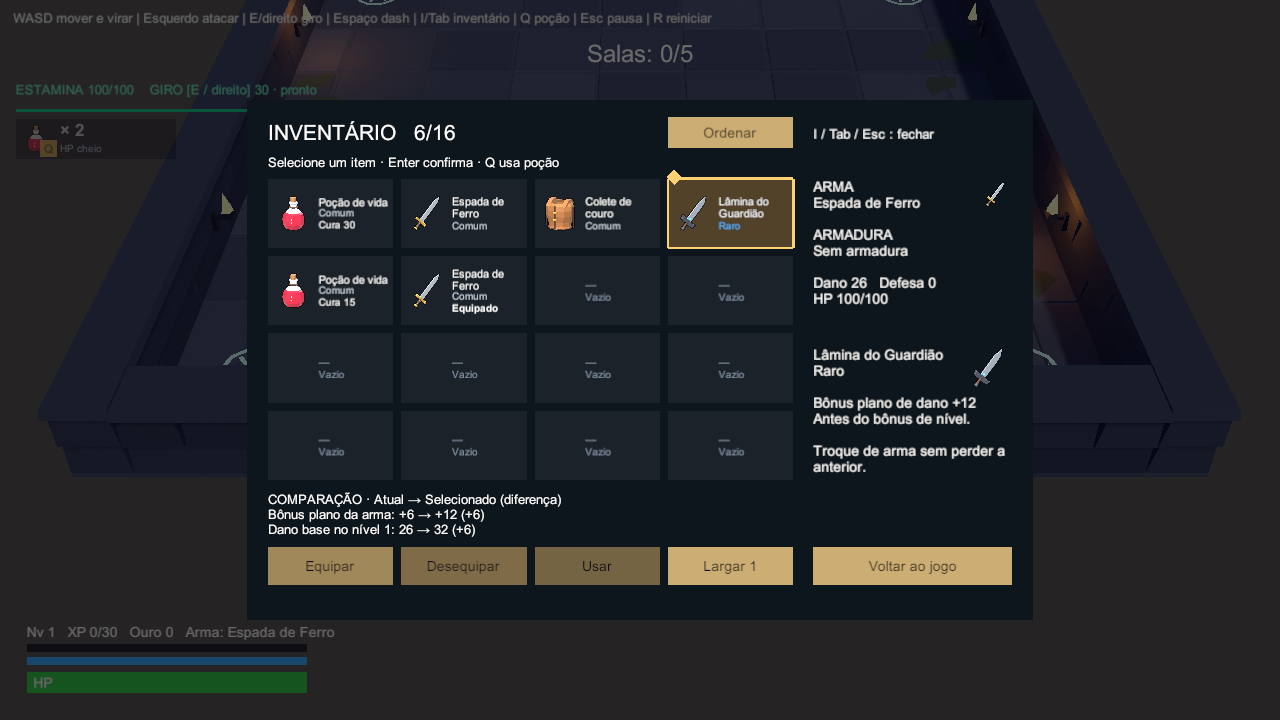 WASD mover e virar | Esquerdo atacar | E/direito giro | Espaço dash | I/Tab inventário | Q poção | Esc pausa | R reiniciar
Salas: 0/5
ESTAMINA 100/100 GIRO [E / direito] 30 · pronto
× 2
Q
HP cheio
INVENTÁRIO 6/16
Ordenar
I / Tab / Esc : fechar
Selecione um item · Enter confirma · Q usa poção
Poção de vida
Comum
Cura 30
Espada de
Ferro
Comum
Colete de
couro
Comum
Lâmina do
Guardião
Raro
Poção de vida
Comum
Cura 15
Espada de
Ferro
Comum
Equipado
—
Vazio
—
Vazio
—
Vazio
—
Vazio
—
Vazio
—
Vazio
—
Vazio
—
Vazio
—
Vazio
—
Vazio
ARMA
Espada de Ferro
ARMADURA
Sem armadura
Dano 26 Defesa 0
HP 100/100
Lâmina do Guardião
Raro
Bônus plano de dano +12
Antes do bônus de nível.
Troque de arma sem perder a
anterior.
COMPARAÇÃO · Atual → Selecionado (diferença)
Bônus plano da arma: +6 → +12 (+6)
Dano base no nível 1: 26 → 32 (+6)
Equipar
Desequipar
Usar
Largar 1
Voltar ao jogo
Nv 1 XP 0/30 Ouro 0 Arma: Espada de Ferro
HP